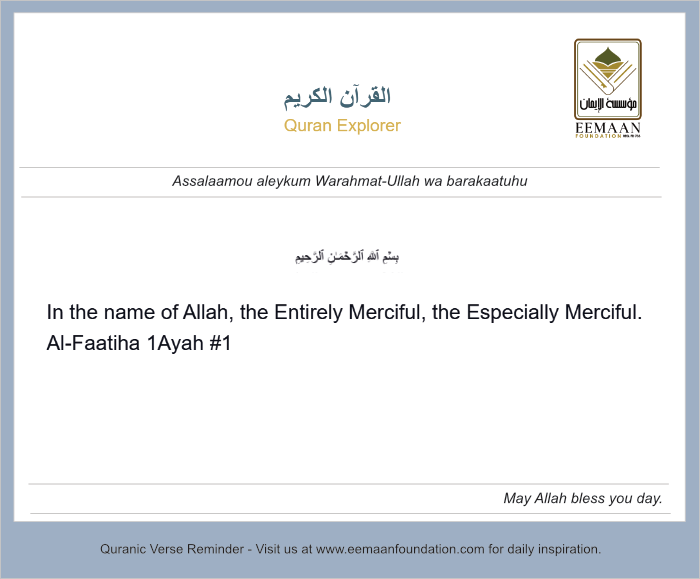 القرآن الكريم
Quran Explorer
مؤسسة الإيمان
EEMAAN
FOUNDATION
Assalaamou aleykum Warahmat-Ullah wa barakaatuhu
بِسْمِ ٱللَّهِ ٱلرَّحْمَـٰنِ ٱلرَّحِيمِ
In the name of Allah, the Entirely Merciful, the Especially Merciful.
Al-Faatiha 1Ayah #1
May Allah bless you day.
Quranic Verse Reminder - Visit us at www.eemaanfoundation.com for daily inspiration.